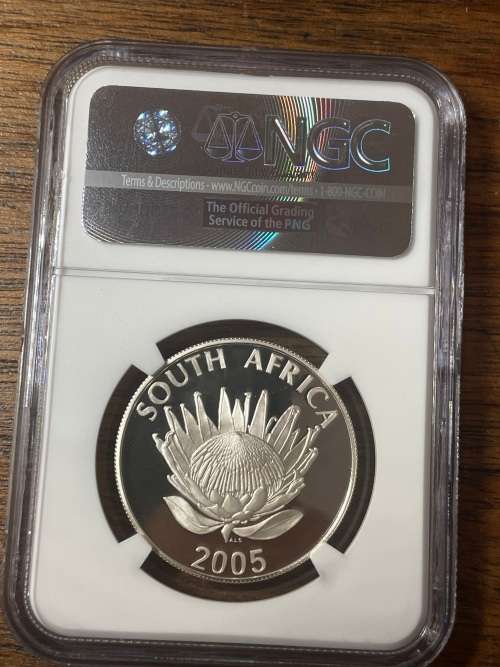 NGC
Terms & Descriptions - www.NGCcoin.com/terms • 1-800-NGC-COIN
The Official Grading
Service of the PNG
SOUTH AFRICA
ALS
2005